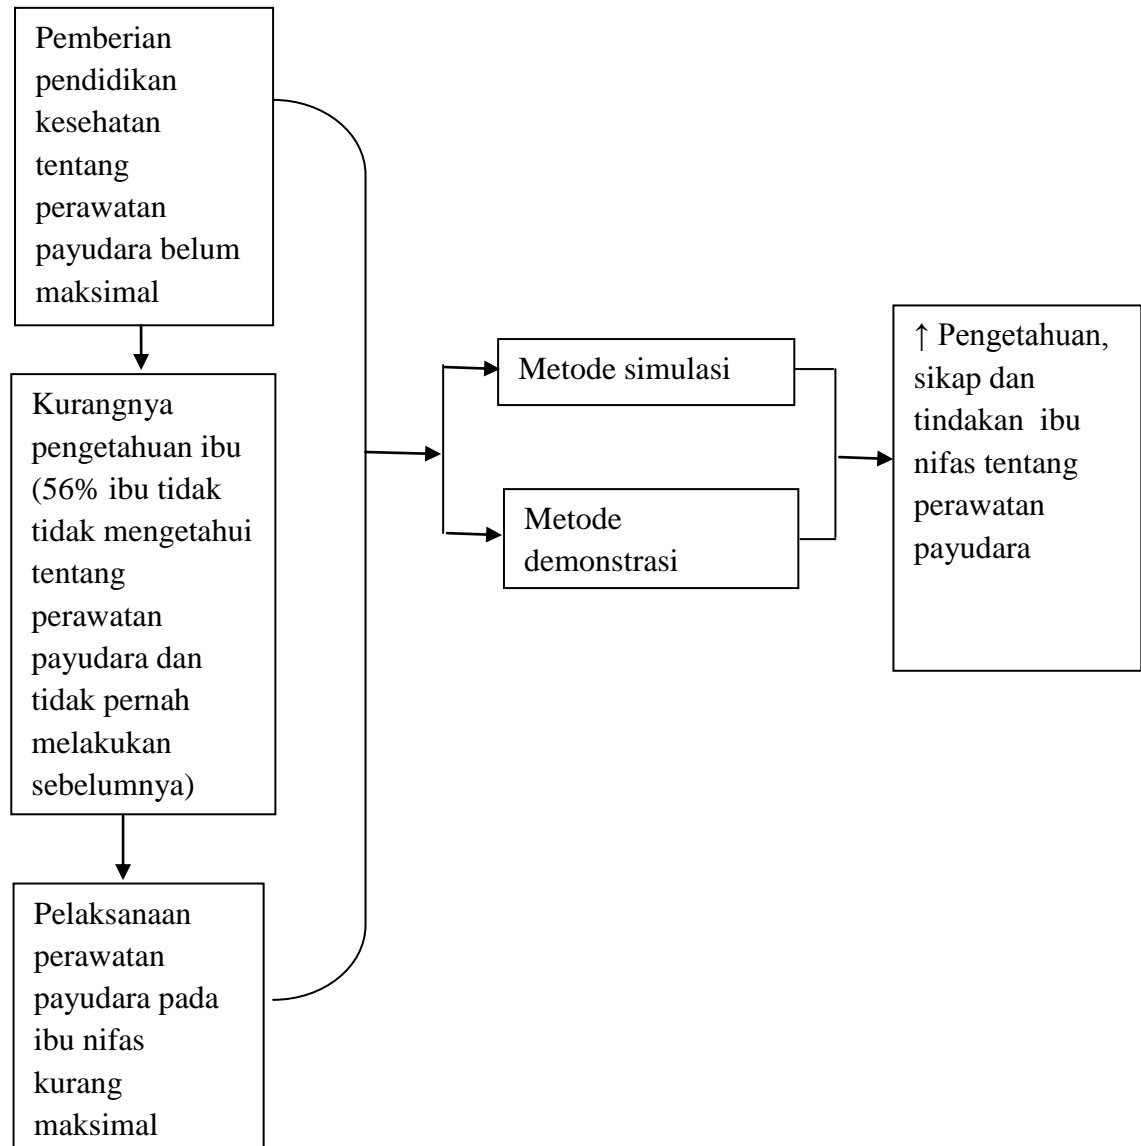 Pemberian
pendidikan
kesehatan
tentang
perawatan
payudara belum
maksimal
Kurangnya
pengetahuan ibu
(56% ibu tidak
tidak mengetahui
tentang
perawatan
payudara dan
tidak pernah
melakukan
sebelumnya)
Pelaksanaan
perawatan
payudara pada
ibu nifas
kurang
maksimal
Metode simulasi
Metode
demonstrasi
↑ Pengetahuan,
sikap dan
tindakan ibu
nifas tentang
perawatan
payudara